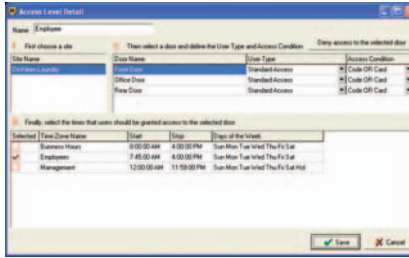 Access Level Detail
Name Employee
First choose a site
Then select a door and define the User Type and Access Condition
Deny access to the selected door
Site Name
Door Name User Type Access Condition
Laundry
Front Door Standard Access Code OR Card
Office Door Standard Access Code OR Card
Rear Door Standard Access Code OR Card
Finally, select the times that users should be granted access to the selected door
Selected Time Zone Name Start Stop Days of the Week
Business Hours 8:00:00 AM 4:00:00 PM Sun Mon Tue Wed Thu Fri Sat
Employees 7:45:00 AM 4:00:00 PM Sun Mon Tue Wed Thu Fri Sat
Management 12:00:00 AM 11:59:00 PM Sun Mon Tue Wed Thu Fri Sat Hol
Save Cancel